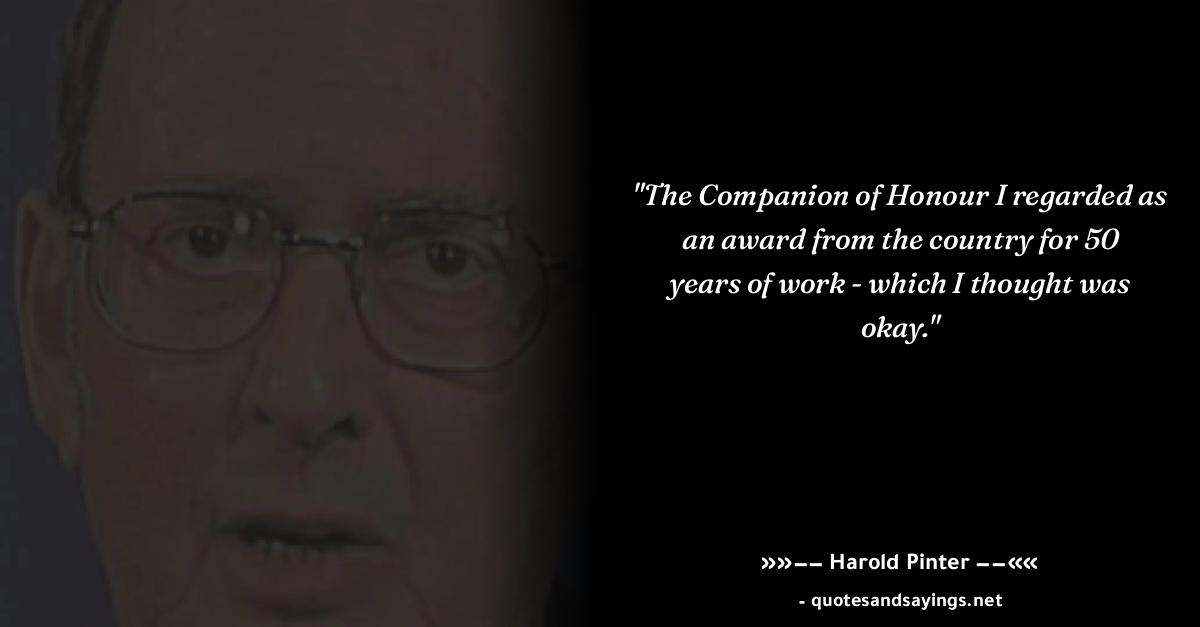 "The Companion of Honour I regarded as
an award from the country for 50
years of work - which I thought was
okay."
»»–– Harold Pinter ––««
- quotesandsayings.net